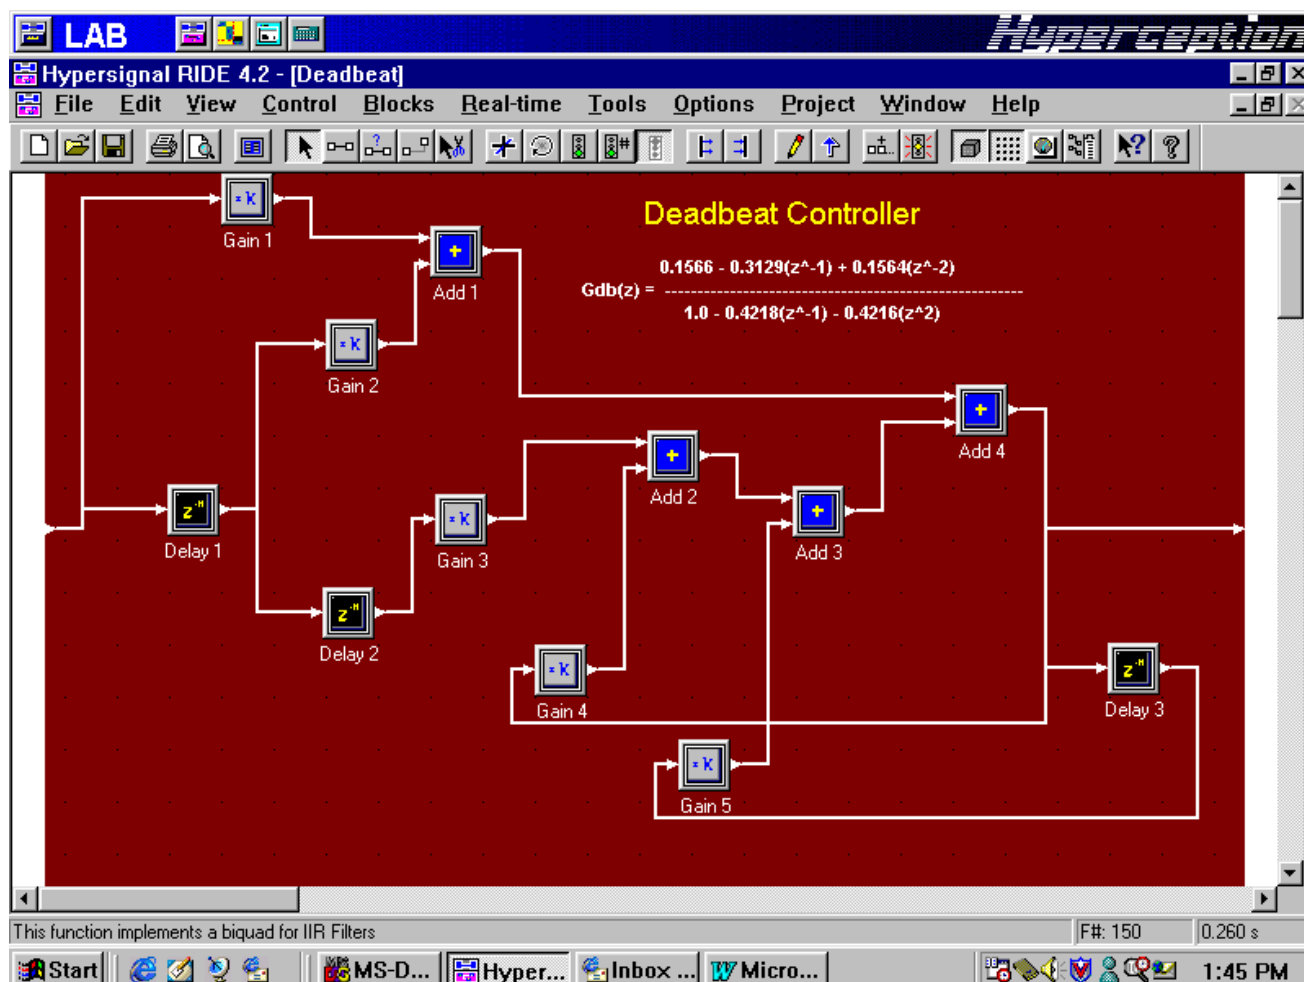 LAB
Hyperception
Hypersignal RIDE 4.2 - [Deadbeat]
File Edit View Control Blocks Real-time Tools Options Project Window Help
Deadbeat Controller
0.1566 - 0.3129(z^-1) + 0.1564(z^-2)
Gdb(z) = --------------------------------------------------------
1.0 - 0.4218(z^-1) - 0.4216(z^2)
×k
Gain 1
+
Add 1
×k
Gain 2
+
Add 4
+
Add 2
z-M
Delay 1
×k
Gain 3
+
Add 3
z-M
Delay 2
×k
Gain 4
z-M
Delay 3
×k
Gain 5
This function implements a biquad for IIR Filters
F#: 150
0.260 s
Start
MS-D...
Hyper...
Inbox ...
Micro...
1:45 PM